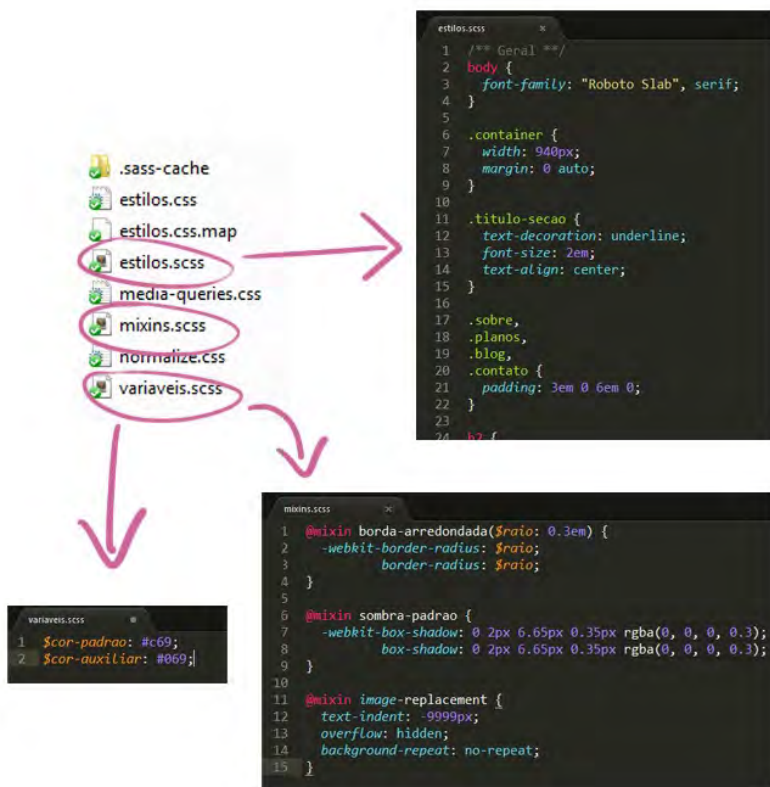 .sass-cache
estilos.css
estilos.css.map
estilos.scss
media-queries.css
mixins.scss
normalize.css
variaveis.scss
estilos.scss ×
1 /** Geral **/
2 body {
3 font-family: "Roboto Slab", serif;
4 }
5
6 .container {
7 width: 940px;
8 margin: 0 auto;
9 }
10
11 .titulo-secao {
12 text-decoration: underline;
13 font-size: 2em;
14 text-align: center;
15 }
16
17 .sobre,
18 .planos,
19 .blog,
20 .contato {
21 padding: 3em 0 6em 0;
22 }
23
24 h2 {
variaveis.scss
1 $cor-padrao: #c69;
2 $cor-auxiliar: #069;
mixins.scss ×
1 @mixin borda-arredondada($raio: 0.3em) {
2 -webkit-border-radius: $raio;
3 border-radius: $raio;
4 }
5
6 @mixin sombra-padrao {
7 -webkit-box-shadow: 0 2px 6.65px 0.35px rgba(0, 0, 0, 0.3);
8 box-shadow: 0 2px 6.65px 0.35px rgba(0, 0, 0, 0.3);
9 }
10
11 @mixin image-replacement {
12 text-indent: -9999px;
13 overflow: hidden;
14 background-repeat: no-repeat;
15 }